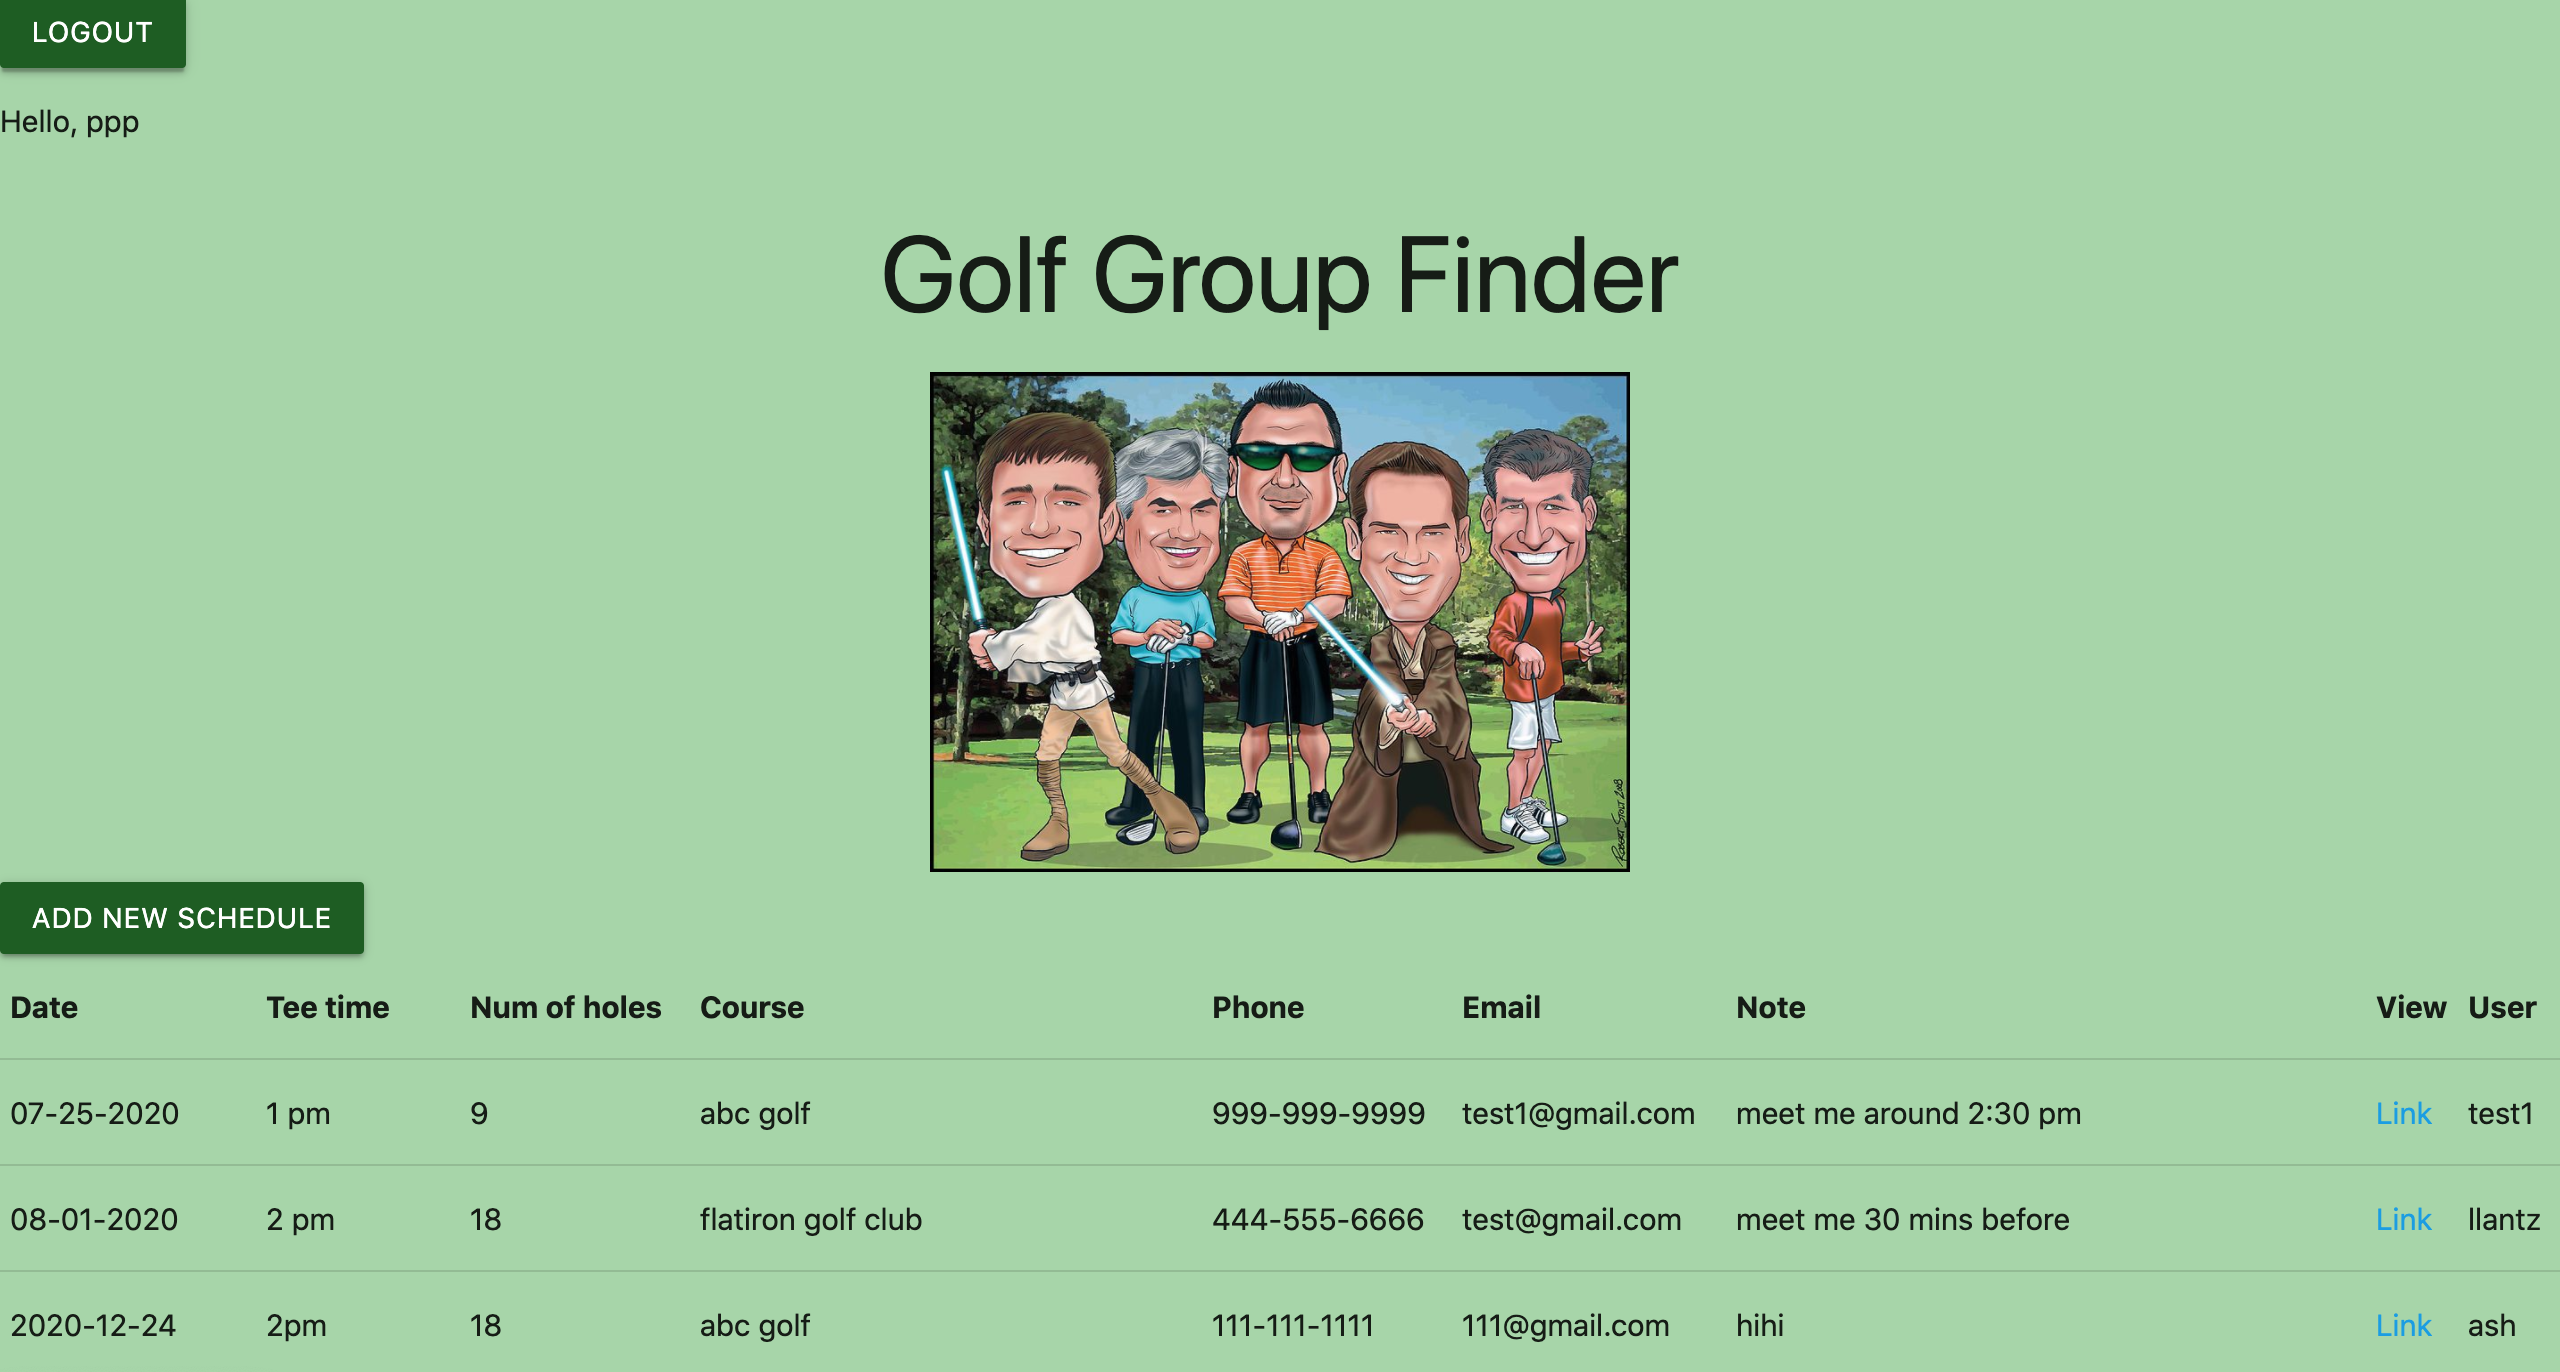 LOGOUT
Hello, ppp
Golf Group Finder
ROBERT STOLT 2008
ADD NEW SCHEDULE
Date Tee time Num of holes Course Phone Email Note View User
07-25-2020 1 pm 9 abc golf 999-999-9999 test1@gmail.com meet me around 2:30 pm Link test1
08-01-2020 2 pm 18 flatiron golf club 444-555-6666 test@gmail.com meet me 30 mins before Link llantz
2020-12-24 2pm 18 abc golf 111-111-1111 111@gmail.com hihi Link ash